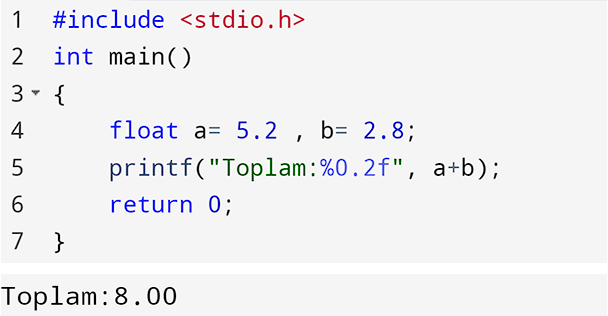 1 #include <stdio.h>
2 int main()
3 {
4 float a= 5.2 , b= 2.8;
5 printf("Toplam:%0.2f", a+b);
6 return 0;
7 }
Toplam:8.00